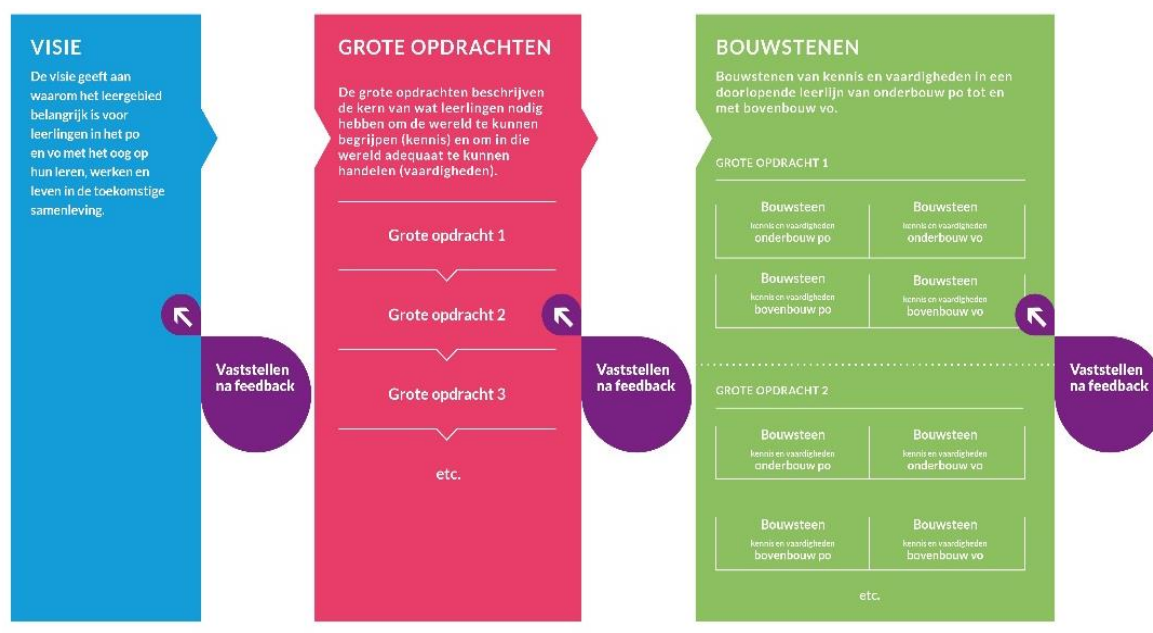 VISIE
De visie geeft aan
waarom het leergebied
belangrijk is voor
leerlingen in het po
en vo met het oog op
hun leren, werken en
leven in de toekomstige
samenleving.
Vaststellen
na feedback
GROTE OPDRACHTEN
De grote opdrachten beschrijven
de kern van wat leerlingen nodig
hebben om de wereld te kunnen
begrijpen (kennis) en om in die
wereld adequaat te kunnen
handelen (vaardigheden).
Grote opdracht 1
Grote opdracht 2
Grote opdracht 3
etc.
Vaststellen
na feedback
BOUWSTENEN
Bouwstenen van kennis en vaardigheden in een
doorlopende leerlijn van onderbouw po tot en
met bovenbouw vo.
GROTE OPDRACHT 1
Bouwsteen
kennis en vaardigheden
onderbouw po
Bouwsteen
kennis en vaardigheden
onderbouw vo
Bouwsteen
kennis en vaardigheden
bovenbouw po
Bouwsteen
kennis en vaardigheden
bovenbouw vo
GROTE OPDRACHT 2
Bouwsteen
kennis en vaardigheden
onderbouw po
Bouwsteen
kennis en vaardigheden
onderbouw vo
Bouwsteen
kennis en vaardigheden
bovenbouw po
Bouwsteen
kennis en vaardigheden
bovenbouw vo
etc.
Vaststellen
na feedback